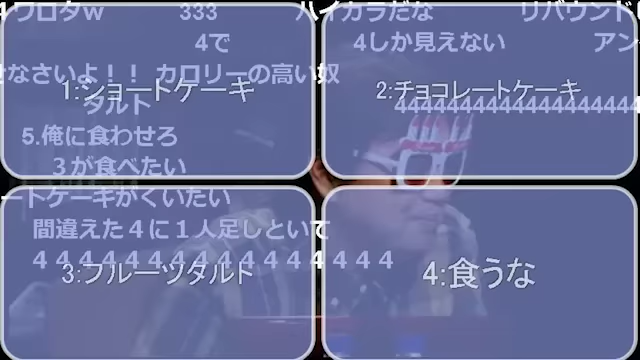 4ワロタw 333 ハイカラだな リバウンド
4で 4しか見えない アン
せなさいよ！！ カロリーの高い奴
1:ショートケーキ 2:チョコレートケーキ
タルト 44444444444444444
5.俺に食わせろ
３が食べたい
ートケーキがくいたい
間違えた４に１人足しといて
４４４４４４４４４４４４４４４４
3:フルーツタルト 4:食うな